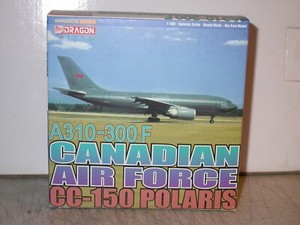 DRAGON
A310-300 F
CANADIAN
AIR FORCE
CC-150 POLARIS